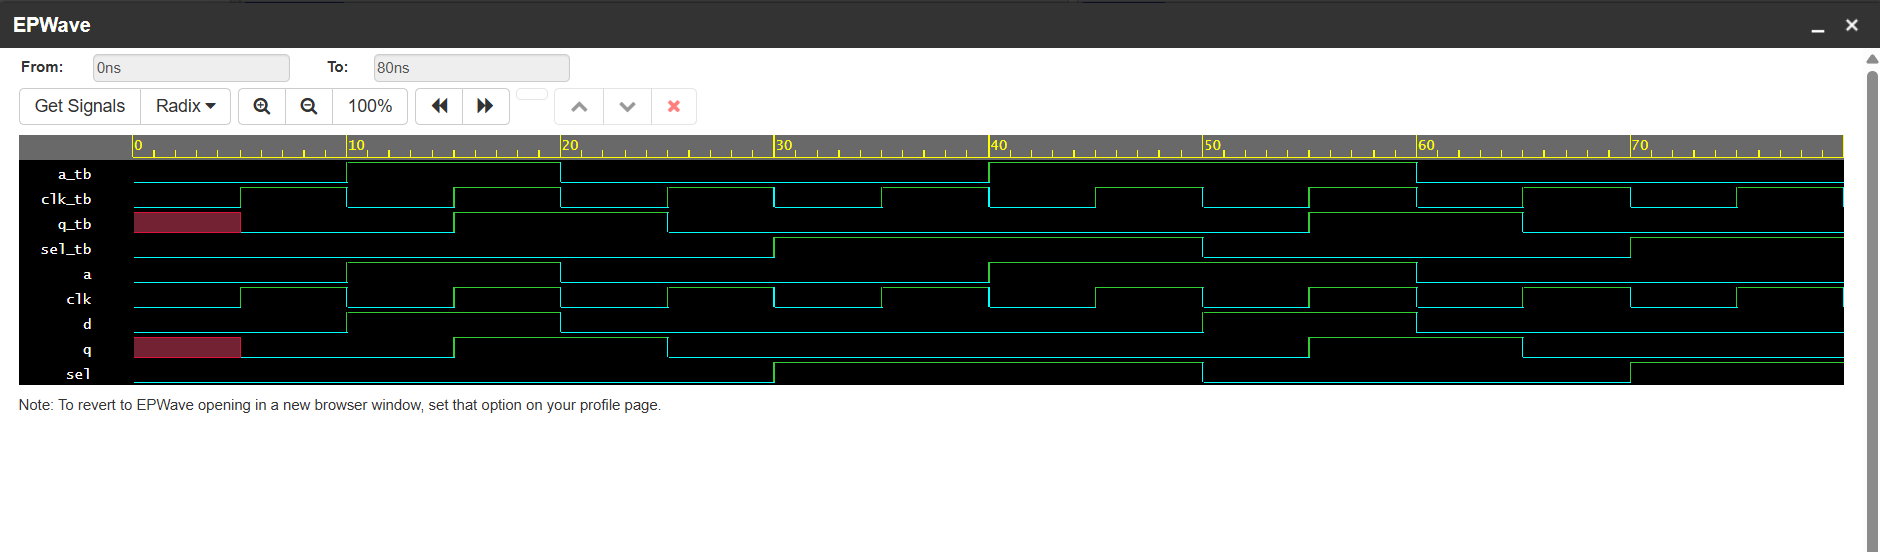 EPWave
From: 0ns To: 80ns
Get Signals Radix 100%
0 10 20 30 40 50 60 70
a_tb
clk_tb
q_tb
sel_tb
a
clk
d
q
sel
Note: To revert to EPWave opening in a new browser window, set that option on your profile page.